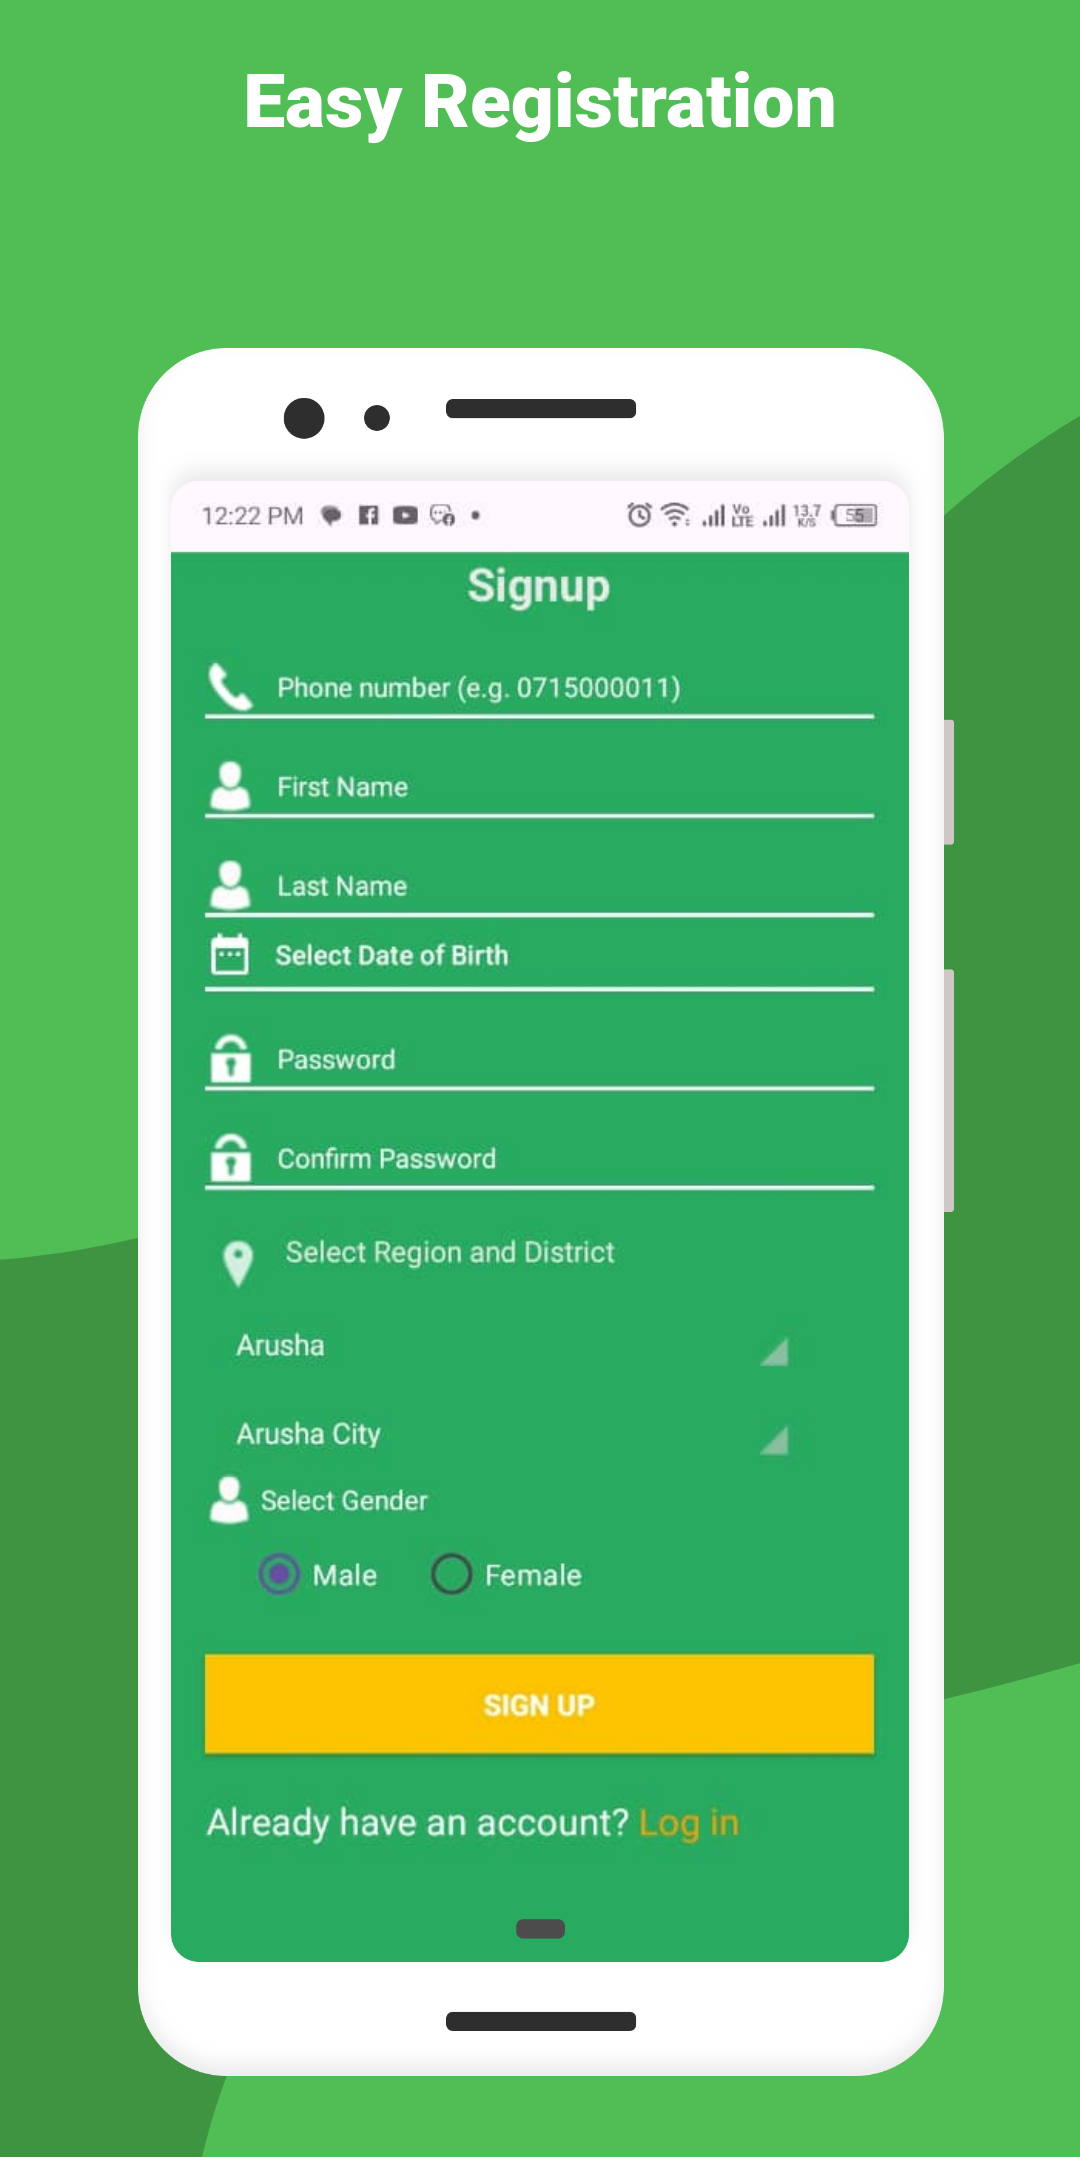 Easy Registration
12:22 PM
Vo LTE 13.7 K/S 55
Signup
Phone number (e.g. 0715000011)
First Name
Last Name
Select Date of Birth
Password
Confirm Password
Select Region and District
Arusha
Arusha City
Select Gender
Male Female
SIGN UP
Already have an account? Log in